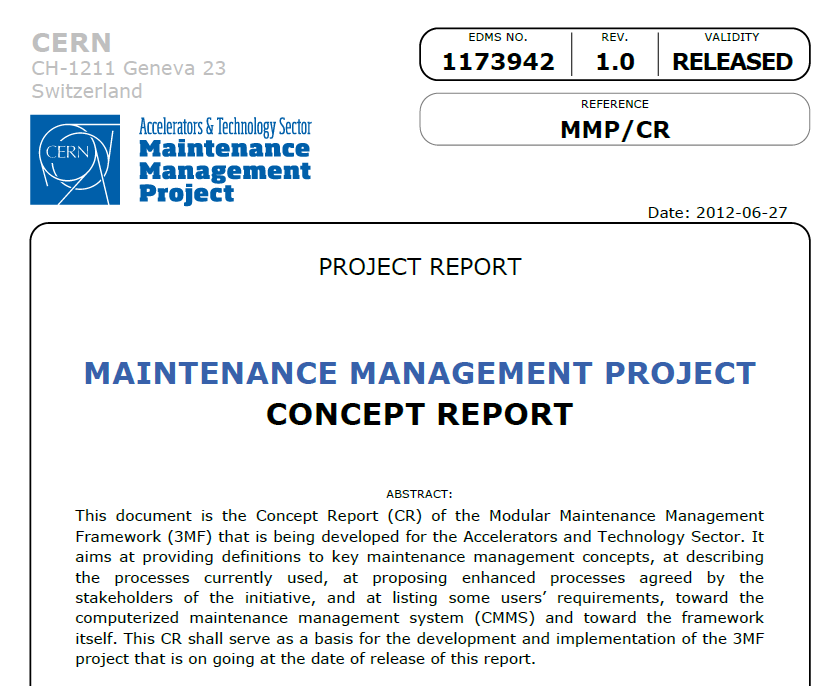 CERN
CH-1211 Geneva 23
Switzerland
EDMS NO. REV. VALIDITY
1173942 1.0 RELEASED
REFERENCE
MMP/CR
CERN
Accelerators & Technology Sector
Maintenance
Management
Project
Date: 2012-06-27
PROJECT REPORT
MAINTENANCE MANAGEMENT PROJECT
CONCEPT REPORT
ABSTRACT:
This document is the Concept Report (CR) of the Modular Maintenance Management
Framework (3MF) that is being developed for the Accelerators and Technology Sector. It
aims at providing definitions to key maintenance management concepts, at describing
the processes currently used, at proposing enhanced processes agreed by the
stakeholders of the initiative, and at listing some users’ requirements, toward the
computerized maintenance management system (CMMS) and toward the framework
itself. This CR shall serve as a basis for the development and implementation of the 3MF
project that is on going at the date of release of this report.